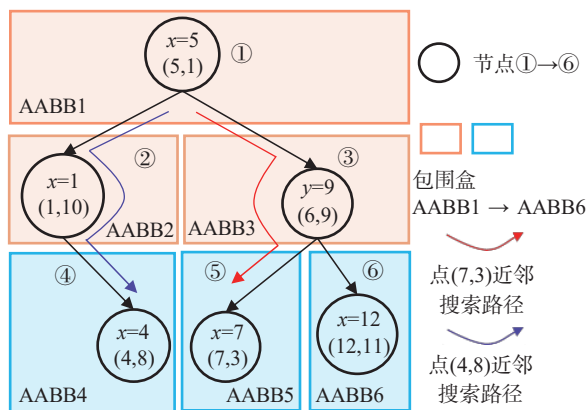 x=5
(5,1)
①
AABB1
x=1
(1,10)
②
AABB2
③
y=9
(6,9)
AABB3
④
x=4
(4,8)
AABB4
⑤
x=7
(7,3)
AABB5
⑥
x=12
(12,11)
AABB6
节点①→⑥
包围盒
AABB1 → AABB6
点(7,3)近邻
搜索路径
点(4,8)近邻
搜索路径